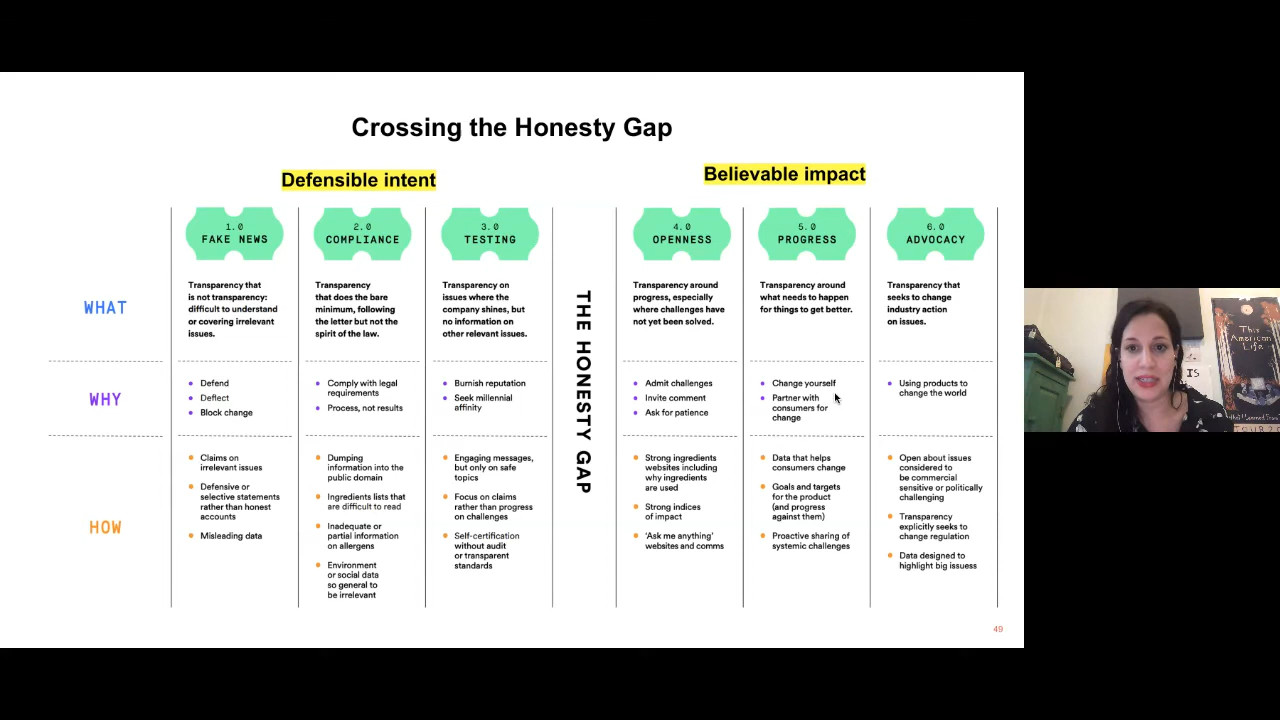 Crossing the Honesty Gap
Defensible intent
Believable impact
1.0
FAKE NEWS
2.0
COMPLIANCE
3.0
TESTING
4.0
OPENNESS
5.0
PROGRESS
6.0
ADVOCACY
WHAT
Transparency that
is not transparency:
difficult to understand
or covering irrelevant
issues.
Transparency
that does the bare
minimum, following
the letter but not the
spirit of the law.
Transparency on
issues where the
company shines, but
no information on
other relevant issues.
THE HONESTY GAP
Transparency around
progress, especially
where challenges have
not yet been solved.
Transparency around
what needs to happen
for things to get better.
Transparency that
seeks to change
industry action
on issues.
WHY
Defend
Deflect
Block change
Comply with legal
requirements
Process, not results
Burnish reputation
Seek millennial
affinity
Admit challenges
Invite comment
Ask for patience
Change yourself
Partner with
consumers for
change
Using products to
change the world
HOW
Claims on
irrelevant issues
Defensive or
selective statements
rather than honest
accounts
Misleading data
Dumping
information into the
public domain
Ingredients lists that
are difficult to read
Inadequate or
partial information
on allergens
Environment
or social data
so general to
be irrelevant
Engaging messages,
but only on safe
topics
Focus on claims
rather than progress
on challenges
Self-certification
without audit
or transparent
standards
Strong ingredients
websites including
why ingredients
are used
Strong indices
of impact
'Ask me anything'
websites and comms
Data that helps
consumers change
Goals and targets
for the product
(and progress
against them)
Proactive sharing of
systemic challenges
Open about issues
considered to
be commercial
sensitive or politically
challenging
Transparency
explicitly seeks to
change regulation
Data designed to
highlight big issuess
49
This
American
Life
IS